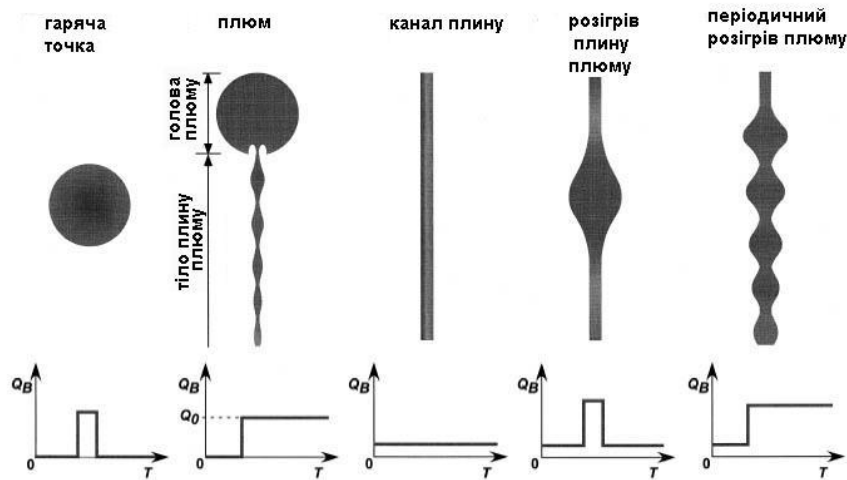 гаряча
точка
плюм
канал плину
розігрів
плину
плюму
періодичний
розігрів плюму
голова
плюму
тіло плину
плюму
QB
0
T
QB
Q0
0
T
QB
0
T
QB
0
T
QB
0
T